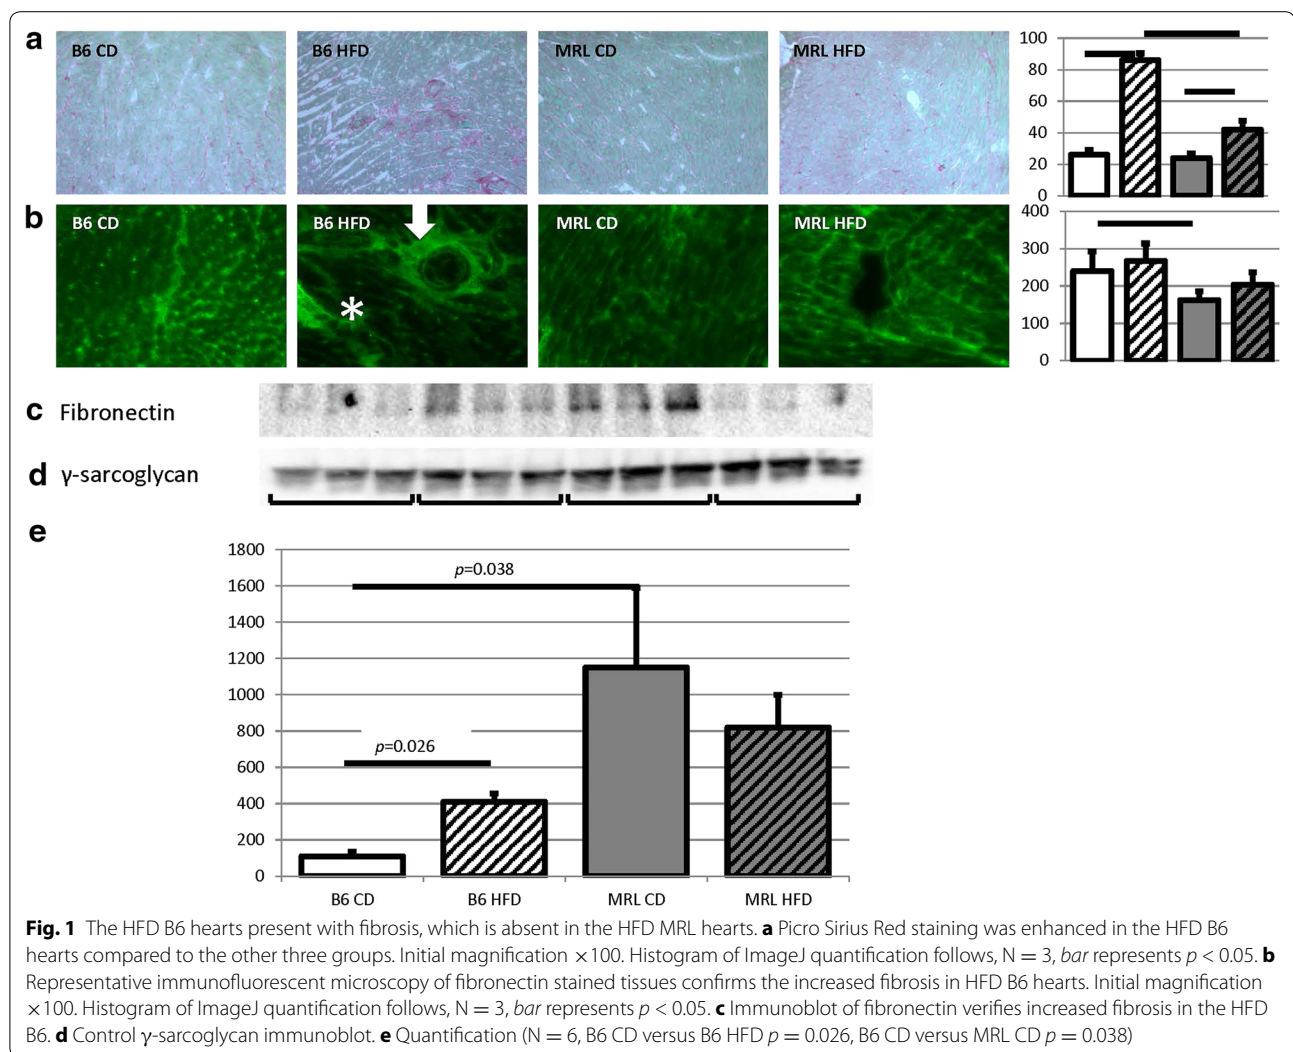 a
B6 CD
B6 HFD
MRL CD
MRL HFD
100
80
60
40
20
0
b
B6 CD
B6 HFD
*
MRL CD
MRL HFD
400
300
200
100
0
c Fibronectin
d γ-sarcoglycan
e
1800
1600
1400
1200
1000
800
600
400
200
0
p=0.038
p=0.026
B6 CD
B6 HFD
MRL CD
MRL HFD
Fig. 1 The HFD B6 hearts present with fibrosis, which is absent in the HFD MRL hearts. a Picro Sirius Red staining was enhanced in the HFD B6
hearts compared to the other three groups. Initial magnification ×100. Histogram of ImageJ quantification follows, N = 3, bar represents p < 0.05. b
Representative immunofluorescent microscopy of fibronectin stained tissues confirms the increased fibrosis in HFD B6 hearts. Initial magnification
×100. Histogram of ImageJ quantification follows, N = 3, bar represents p < 0.05. c Immunoblot of fibronectin verifies increased fibrosis in the HFD
B6. d Control γ-sarcoglycan immunoblot. e Quantification (N = 6, B6 CD versus B6 HFD p = 0.026, B6 CD versus MRL CD p = 0.038)